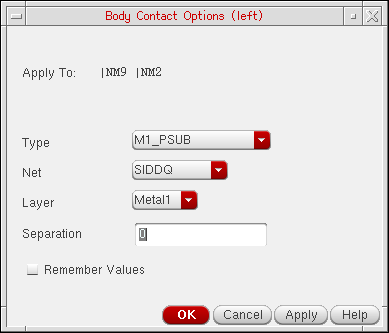 Body Contact Options (left)
Apply To: |NM9 |NM2
Type M1_PSUB
Net SIDDQ
Layer Metal1
Separation 0
Remember Values
OK Cancel Apply Help